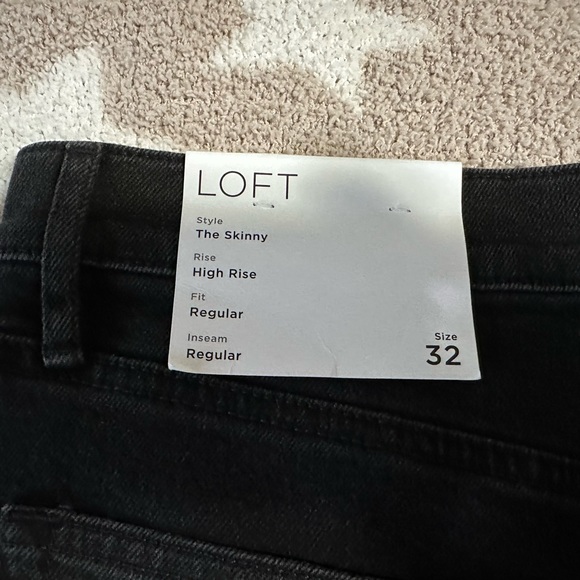 LOFT
Style
The Skinny
Rise
High Rise
Fit
Regular
Inseam
Regular
Size
32